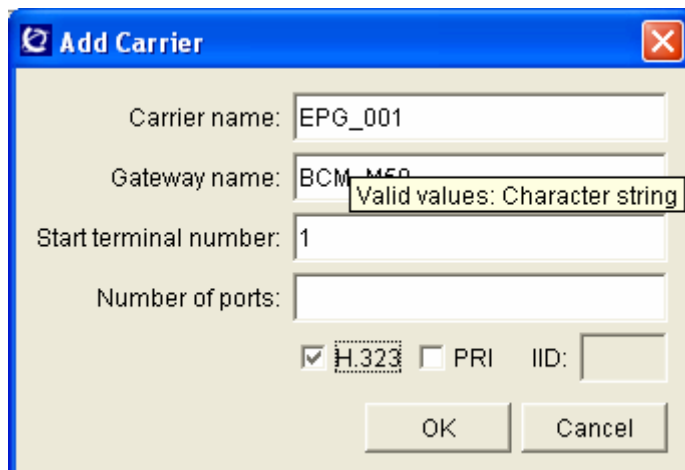 Add Carrier
Carrier name: EPG_001
Gateway name: BCM
Valid values: Character string
Start terminal number: 1
Number of ports:
H.323 PRI IID:
OK Cancel